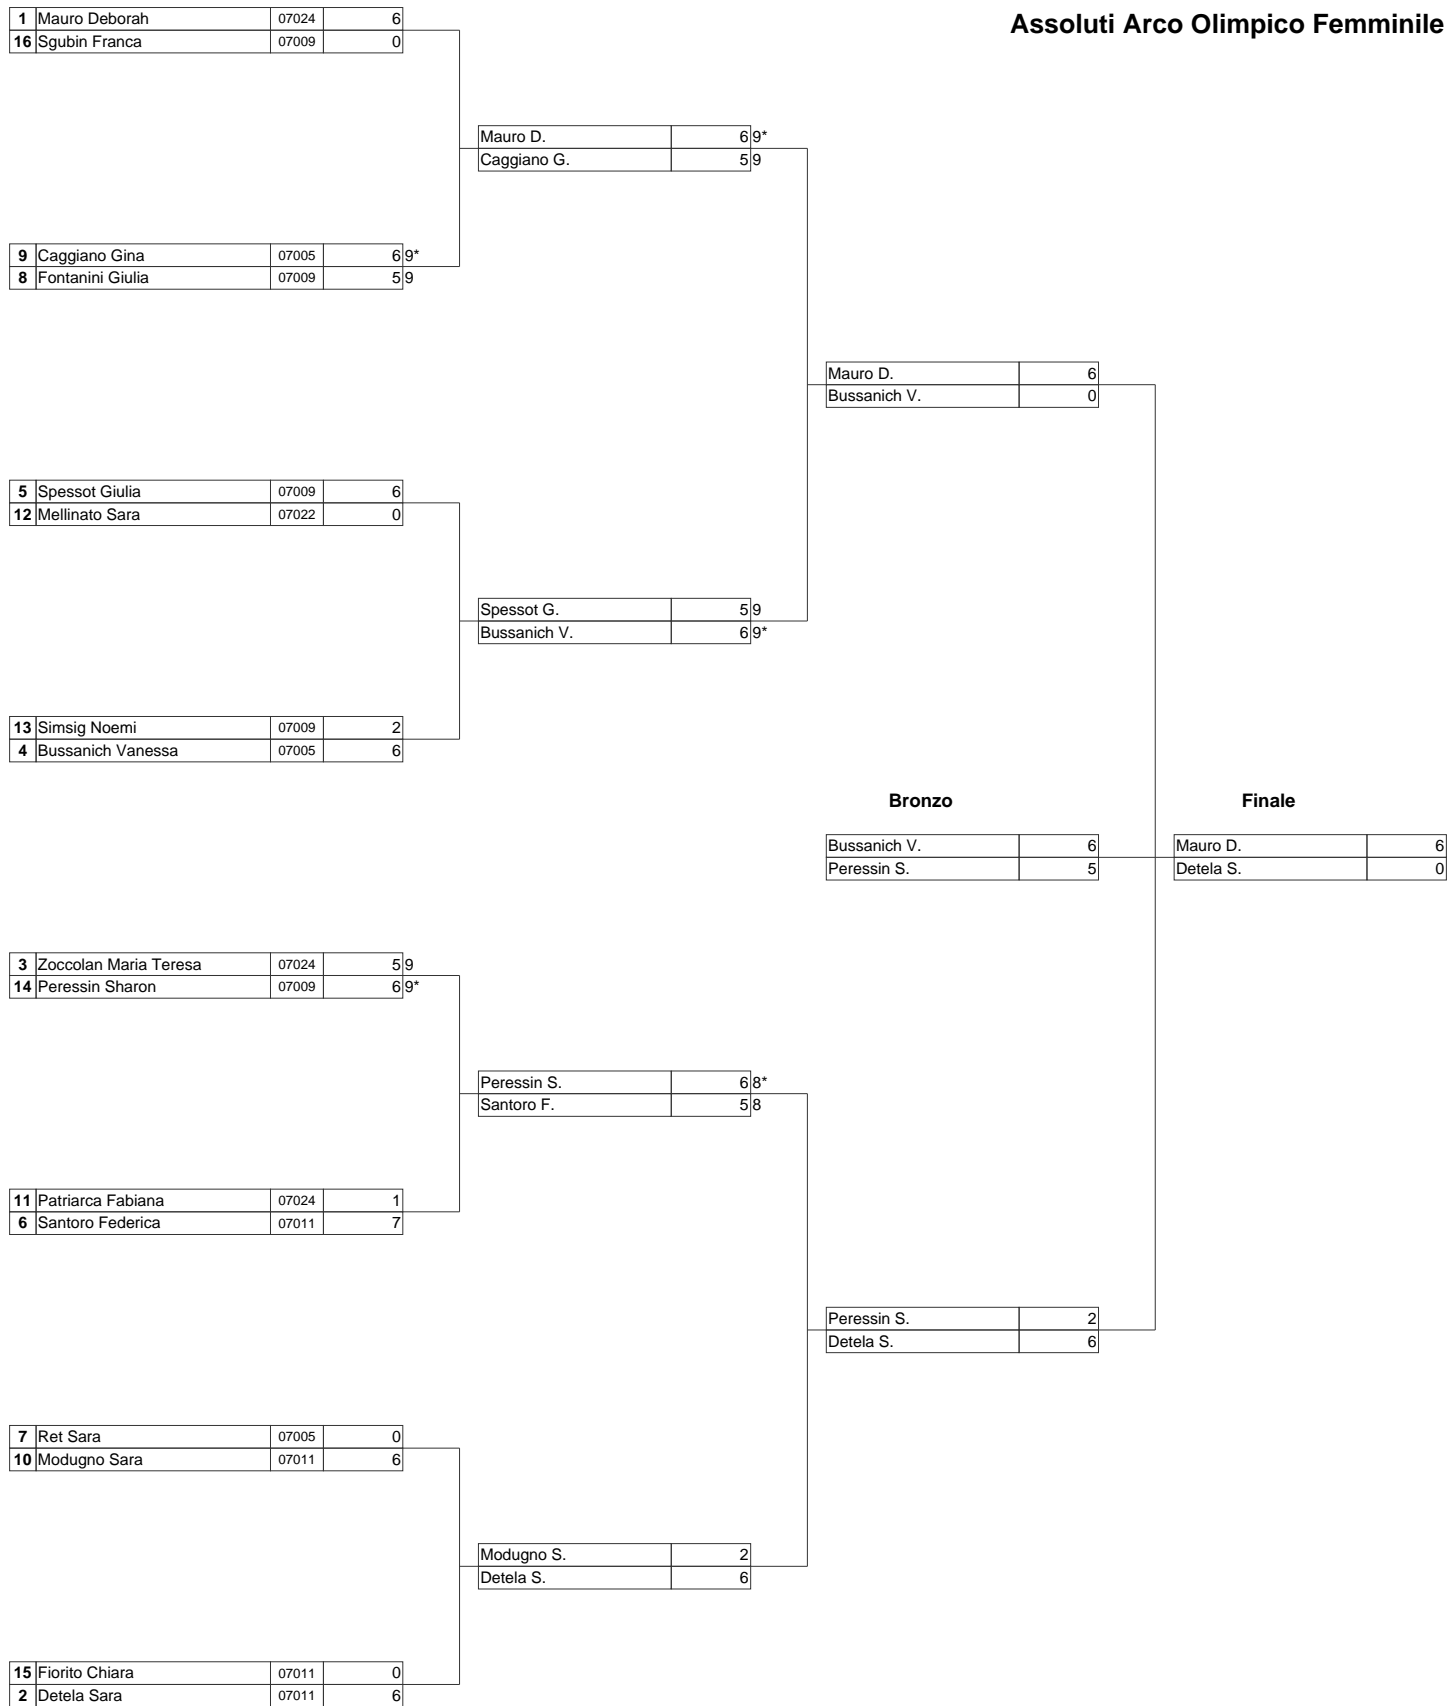 Assoluti Arco Olimpico Femminile
1 Mauro Deborah 07024 6
16 Sgubin Franca 07009 0
Mauro D. 6 9*
Caggiano G. 5 9
9 Caggiano Gina 07005 6 9*
8 Fontanini Giulia 07009 5 9
Mauro D. 6
Bussanich V. 0
5 Spessot Giulia 07009 6
12 Mellinato Sara 07022 0
Spessot G. 5 9
Bussanich V. 6 9*
13 Simsig Noemi 07009 2
4 Bussanich Vanessa 07005 6
Bronzo Finale
Bussanich V. 6 Mauro D. 6
Peressin S. 5 Detela S. 0
3 Zoccolan Maria Teresa 07024 5 9
14 Peressin Sharon 07009 6 9*
Peressin S. 6 8*
Santoro F. 5 8
11 Patriarca Fabiana 07024 1
6 Santoro Federica 07011 7
Peressin S. 2
Detela S. 6
7 Ret Sara 07005 0
10 Modugno Sara 07011 6
Modugno S. 2
Detela S. 6
15 Fiorito Chiara 07011 0
2 Detela Sara 07011 6